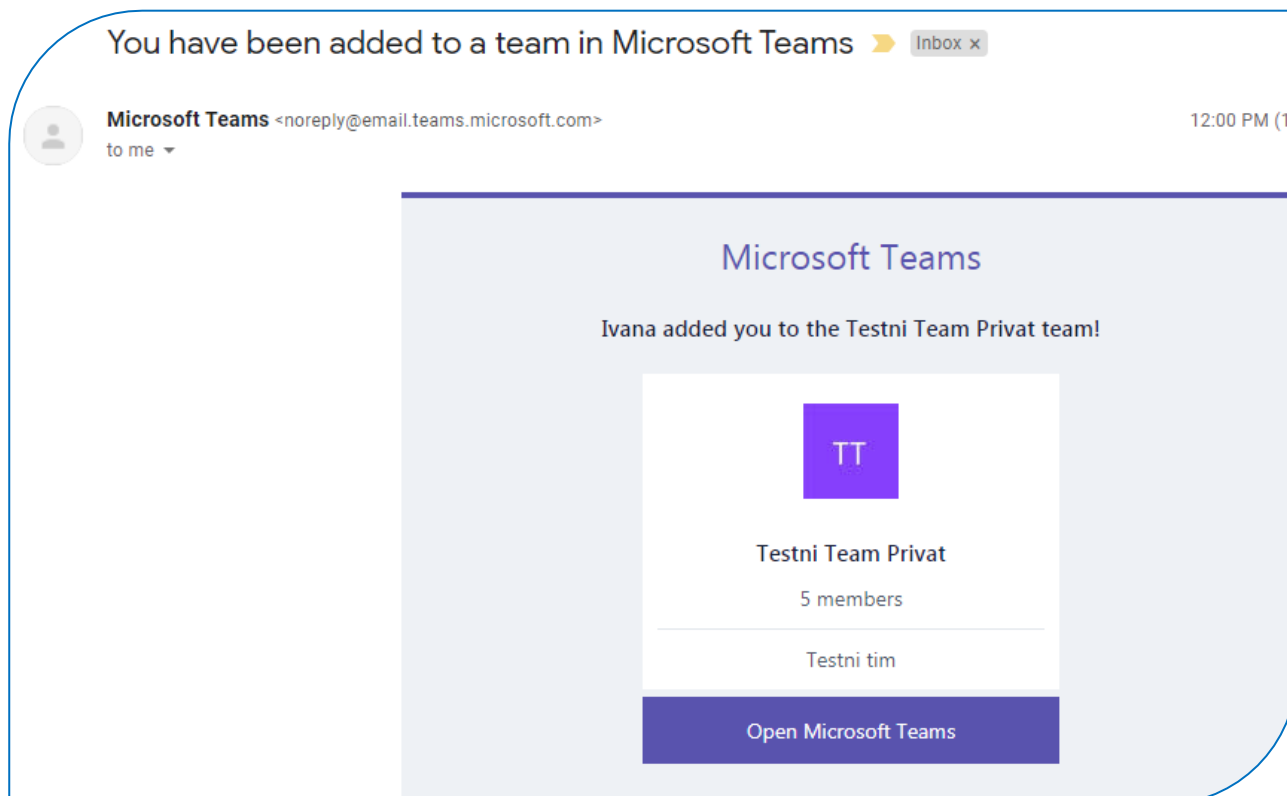 You have been added to a team in Microsoft Teams Inbox x
Microsoft Teams <noreply@email.teams.microsoft.com> 12:00 PM (1
to me
Microsoft Teams
Ivana added you to the Testni Team Privat team!
TT
Testni Team Privat
5 members
Testni tim
Open Microsoft Teams